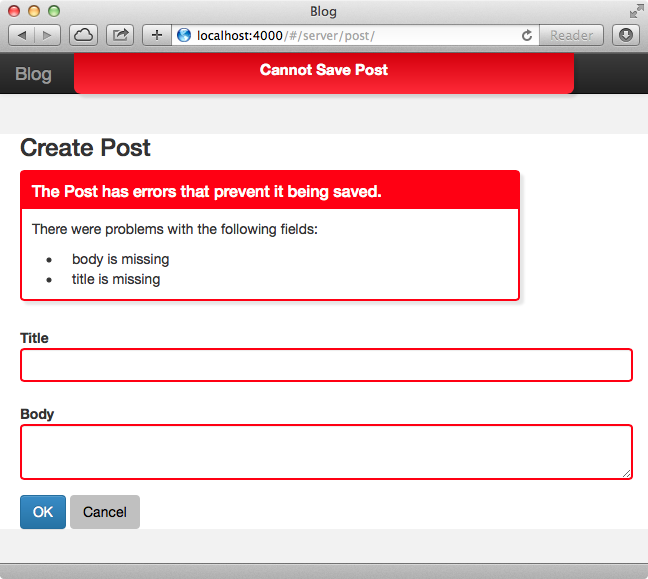 Blog
localhost:4000/#/server/post/
Reader
Blog
Cannot Save Post
Create Post
The Post has errors that prevent it being saved.
There were problems with the following fields:
• body is missing
• title is missing
Title
Body
OK
Cancel